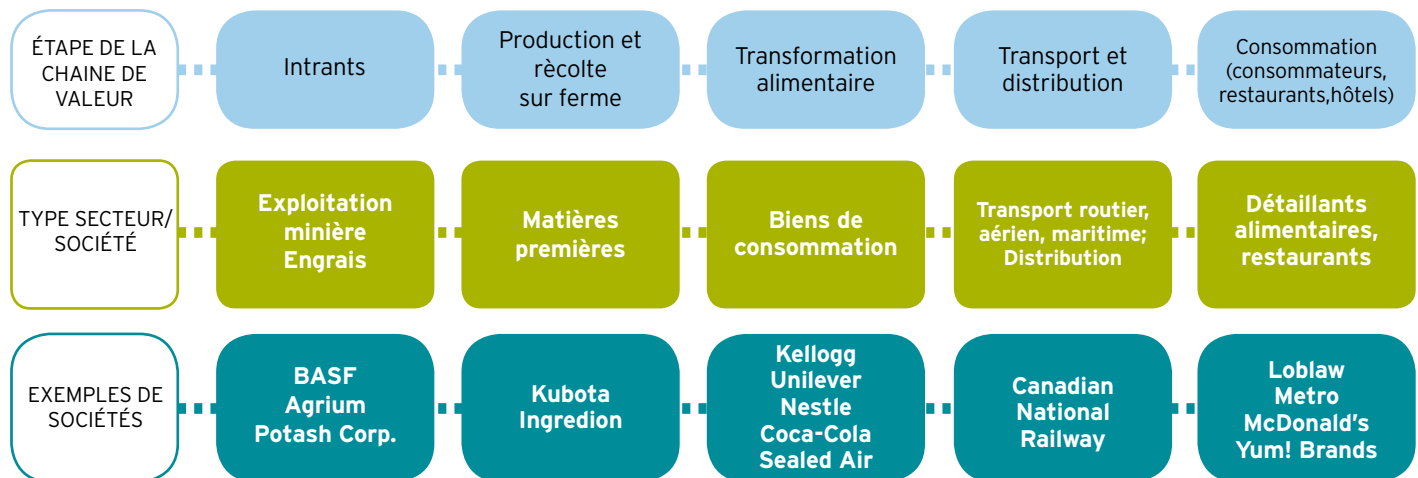 ÉTAPE DE LA
CHAINE DE
VALEUR
Intrants
Production et
rècolte
sur ferme
Transformation
alimentaire
Transport et
distribution
Consommation
(consommateurs,
restaurants,hôtels)
TYPE SECTEUR/
SOCIÉTÉ
Exploitation
minière
Engrais
Matières
premières
Biens de
consommation
Transport routier,
aérien, maritime;
Distribution
Détaillants
alimentaires,
restaurants
EXEMPLES DE
SOCIÉTÉS
BASF
Agrium
Potash Corp.
Kubota
Ingredion
Kellogg
Unilever
Nestle
Coca-Cola
Sealed Air
Canadian
National
Railway
Loblaw
Metro
McDonald's
Yum! Brands